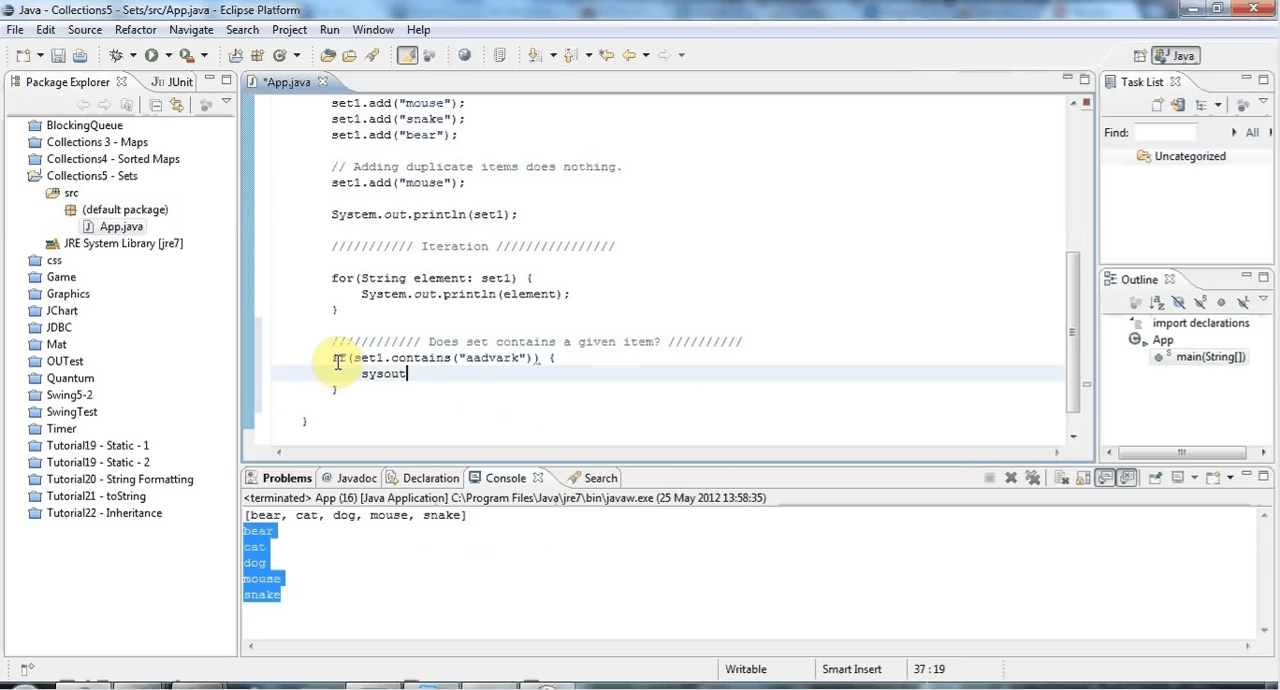 Java - Collections5 - Sets/src/App.java - Eclipse Platform
File Edit Source Refactor Navigate Search Project Run Window Help
Java
Package Explorer JUnit
BlockingQueue
Collections 3 - Maps
Collections4 - Sorted Maps
Collections5 - Sets
src
(default package)
App.java
JRE System Library [jre7]
css
Game
Graphics
JChart
JDBC
Mat
OUTest
Quantum
Swing5-2
SwingTest
Timer
Tutorial19 - Static - 1
Tutorial19 - Static - 2
Tutorial20 - String Formatting
Tutorial21 - toString
Tutorial22 - Inheritance
*App.java
set1.add("mouse");
set1.add("snake");
set1.add("bear");
// Adding duplicate items does nothing.
set1.add("mouse");
System.out.println(set1);
/////////// Iteration ////////////////
for(String element: set1) {
System.out.println(element);
}
//////////// Does set contains a given item? //////////
if(set1.contains("aadvark")) {
sysout
}
}
Task List
Find: All
Uncategorized
Outline
import declarations
App
main(String[])
Problems Javadoc Declaration Console Search
<terminated> App (16) [Java Application] C:\Program Files\Java\jre7\bin\javaw.exe (25 May 2012 13:58:35)
[bear, cat, dog, mouse, snake]
bear
cat
dog
mouse
snake
Writable Smart Insert 37 : 19